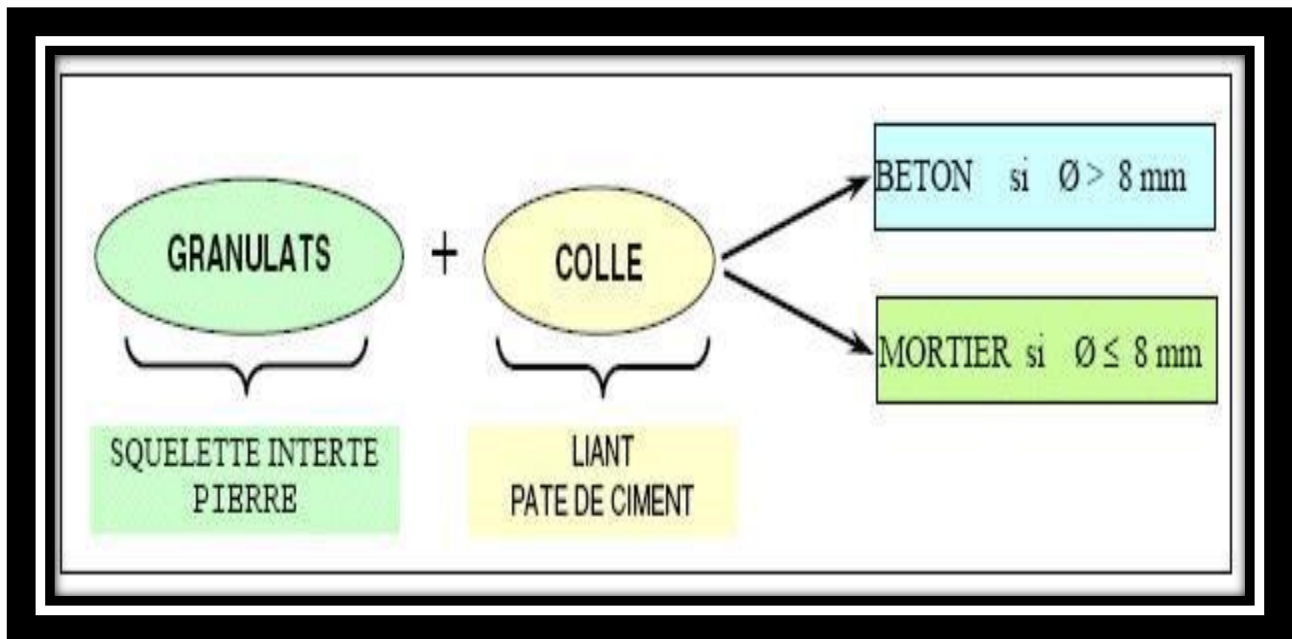 GRANULATS
+
COLLE
BETON si Ø > 8 mm
MORTIER si Ø ≤ 8 mm
SQUELETTE INTERTE
PIERRE
LIANT
PATE DE CIMENT